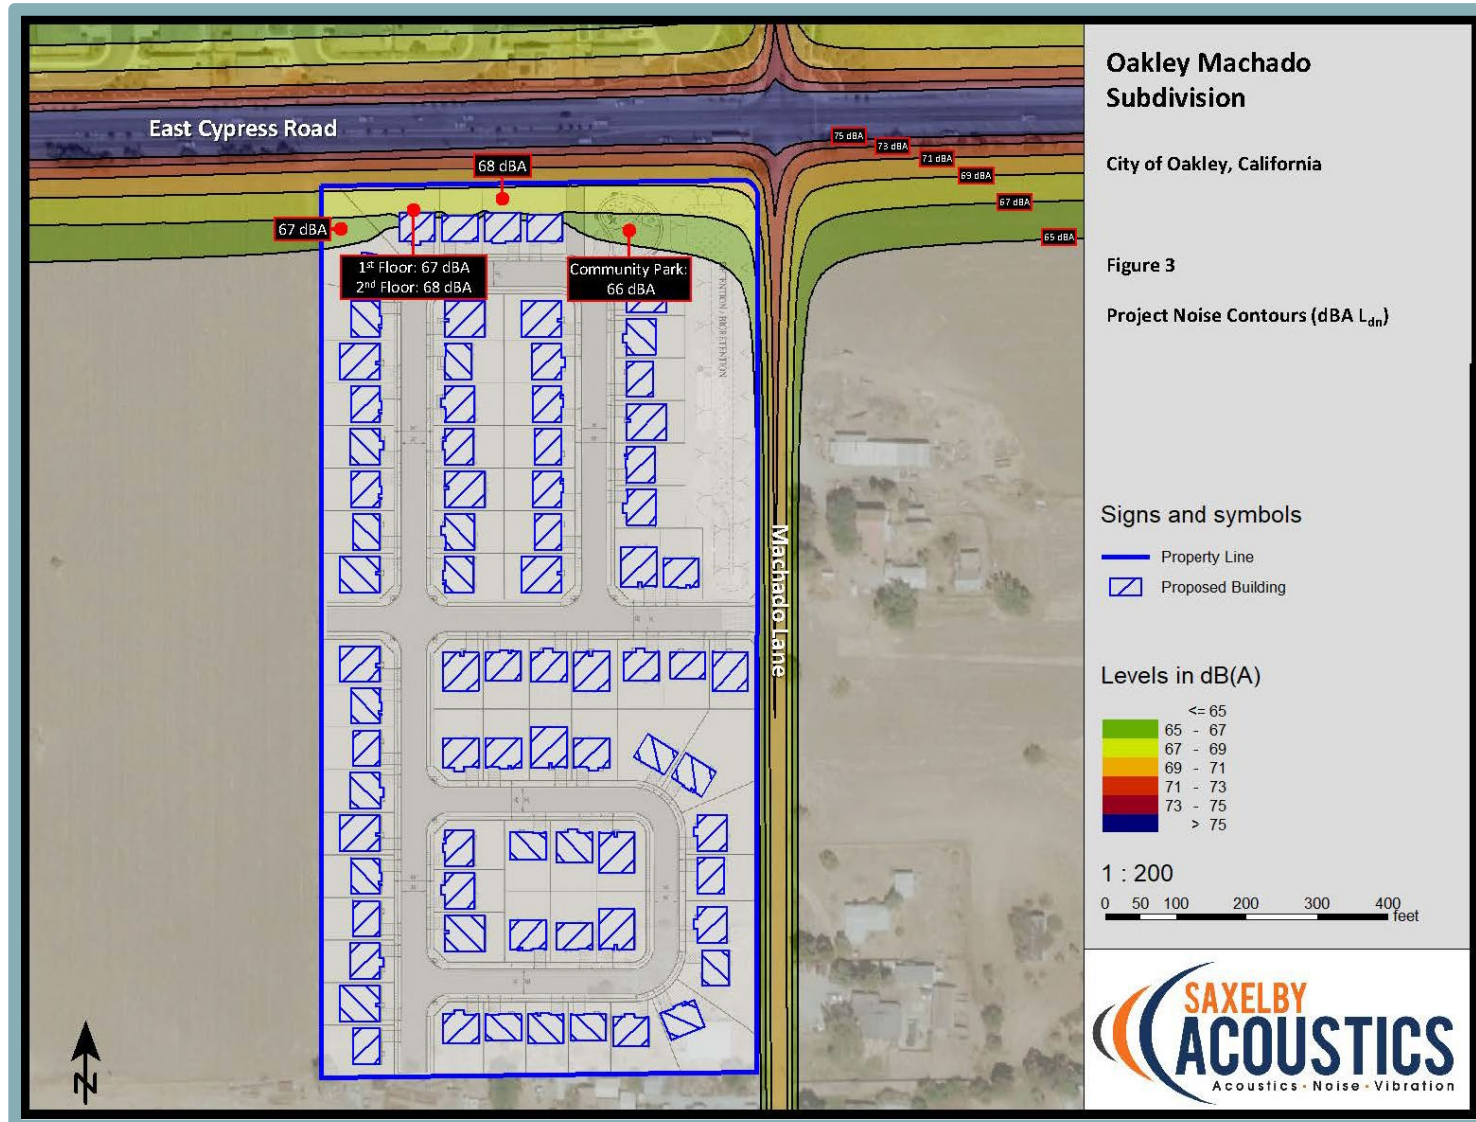 Oakley Machado
Subdivision
City of Oakley, California
Figure 3
Project Noise Contours (dBA Ldn)
East Cypress Road
68 dBA
67 dBA
1st Floor: 67 dBA
2nd Floor: 68 dBA
Community Park:
66 dBA
75 dBA
73 dBA
71 dBA
69 dBA
67 dBA
65 dBA
Machado Lane
N
Signs and symbols
Property Line
Proposed Building
Levels in dB(A)
<= 65
65 - 67
67 - 69
69 - 71
71 - 73
73 - 75
> 75
1 : 200
0 50 100 200 300 400
feet
SAXELBY
ACOUSTICS
Acoustics · Noise · Vibration